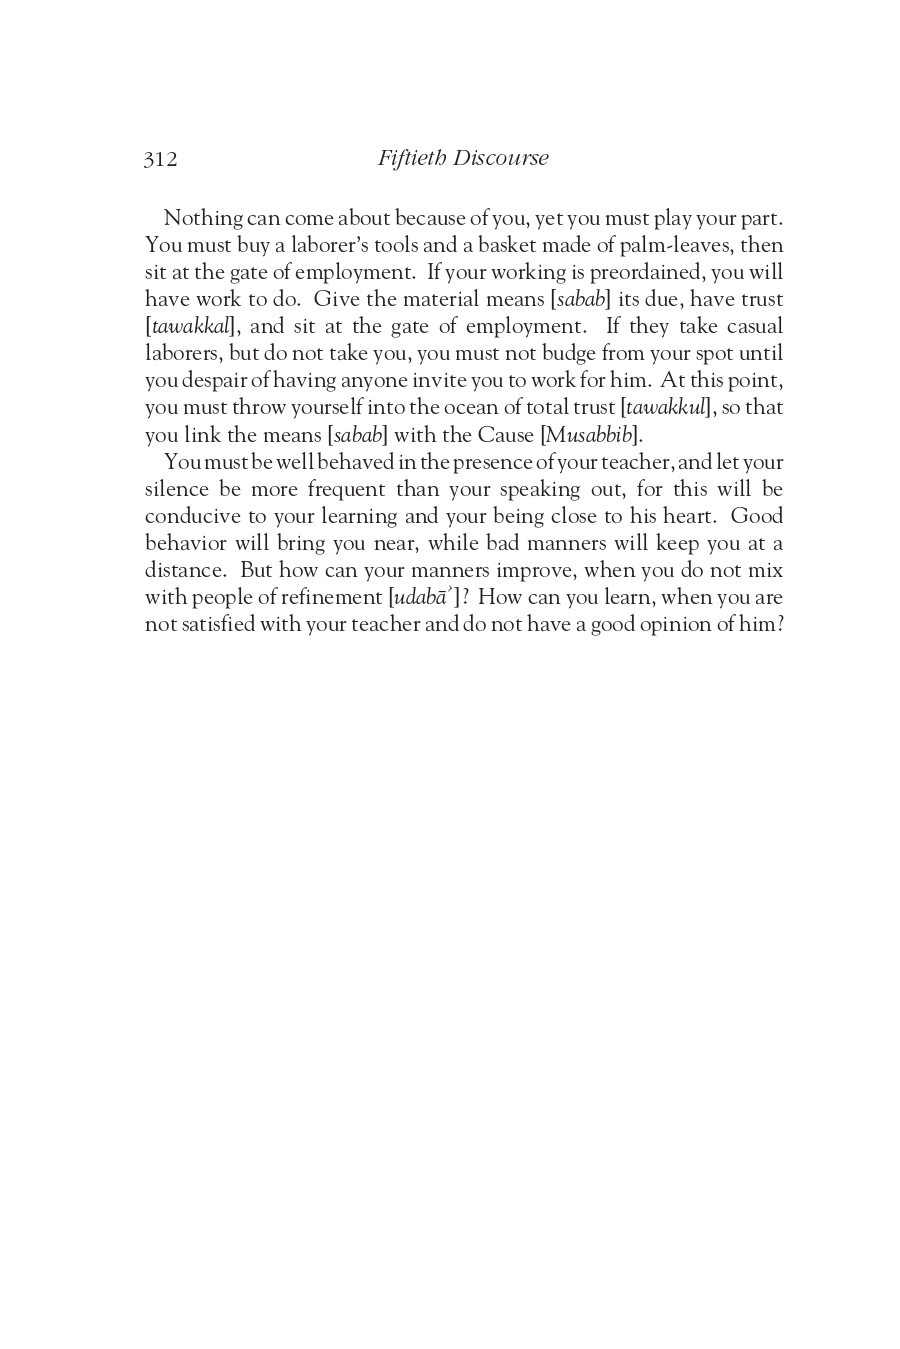 312
Fiftieth Discourse
Nothing can come about because of you, yet you must play your part.
You must buy a laborer’s tools and a basket made of palm-leaves, then
sit at the gate of employment. If your working is preordained, you will
have work to do. Give the material means [sabab] its due, have trust
[tawakkal], and sit at the gate of employment. If they take casual
laborers, but do not take you, you must not budge from your spot until
you despair of having anyone invite you to work for him. At this point,
you must throw yourself into the ocean of total trust [tawakkul], so that
you link the means [sabab] with the Cause [Musabbib].
You must be well behaved in the presence of your teacher, and let your
silence be more frequent than your speaking out, for this will be
conducive to your learning and your being close to his heart. Good
behavior will bring you near, while bad manners will keep you at a
distance. But how can your manners improve, when you do not mix
with people of refinement [udabāʾ]? How can you learn, when you are
not satisfied with your teacher and do not have a good opinion of him?